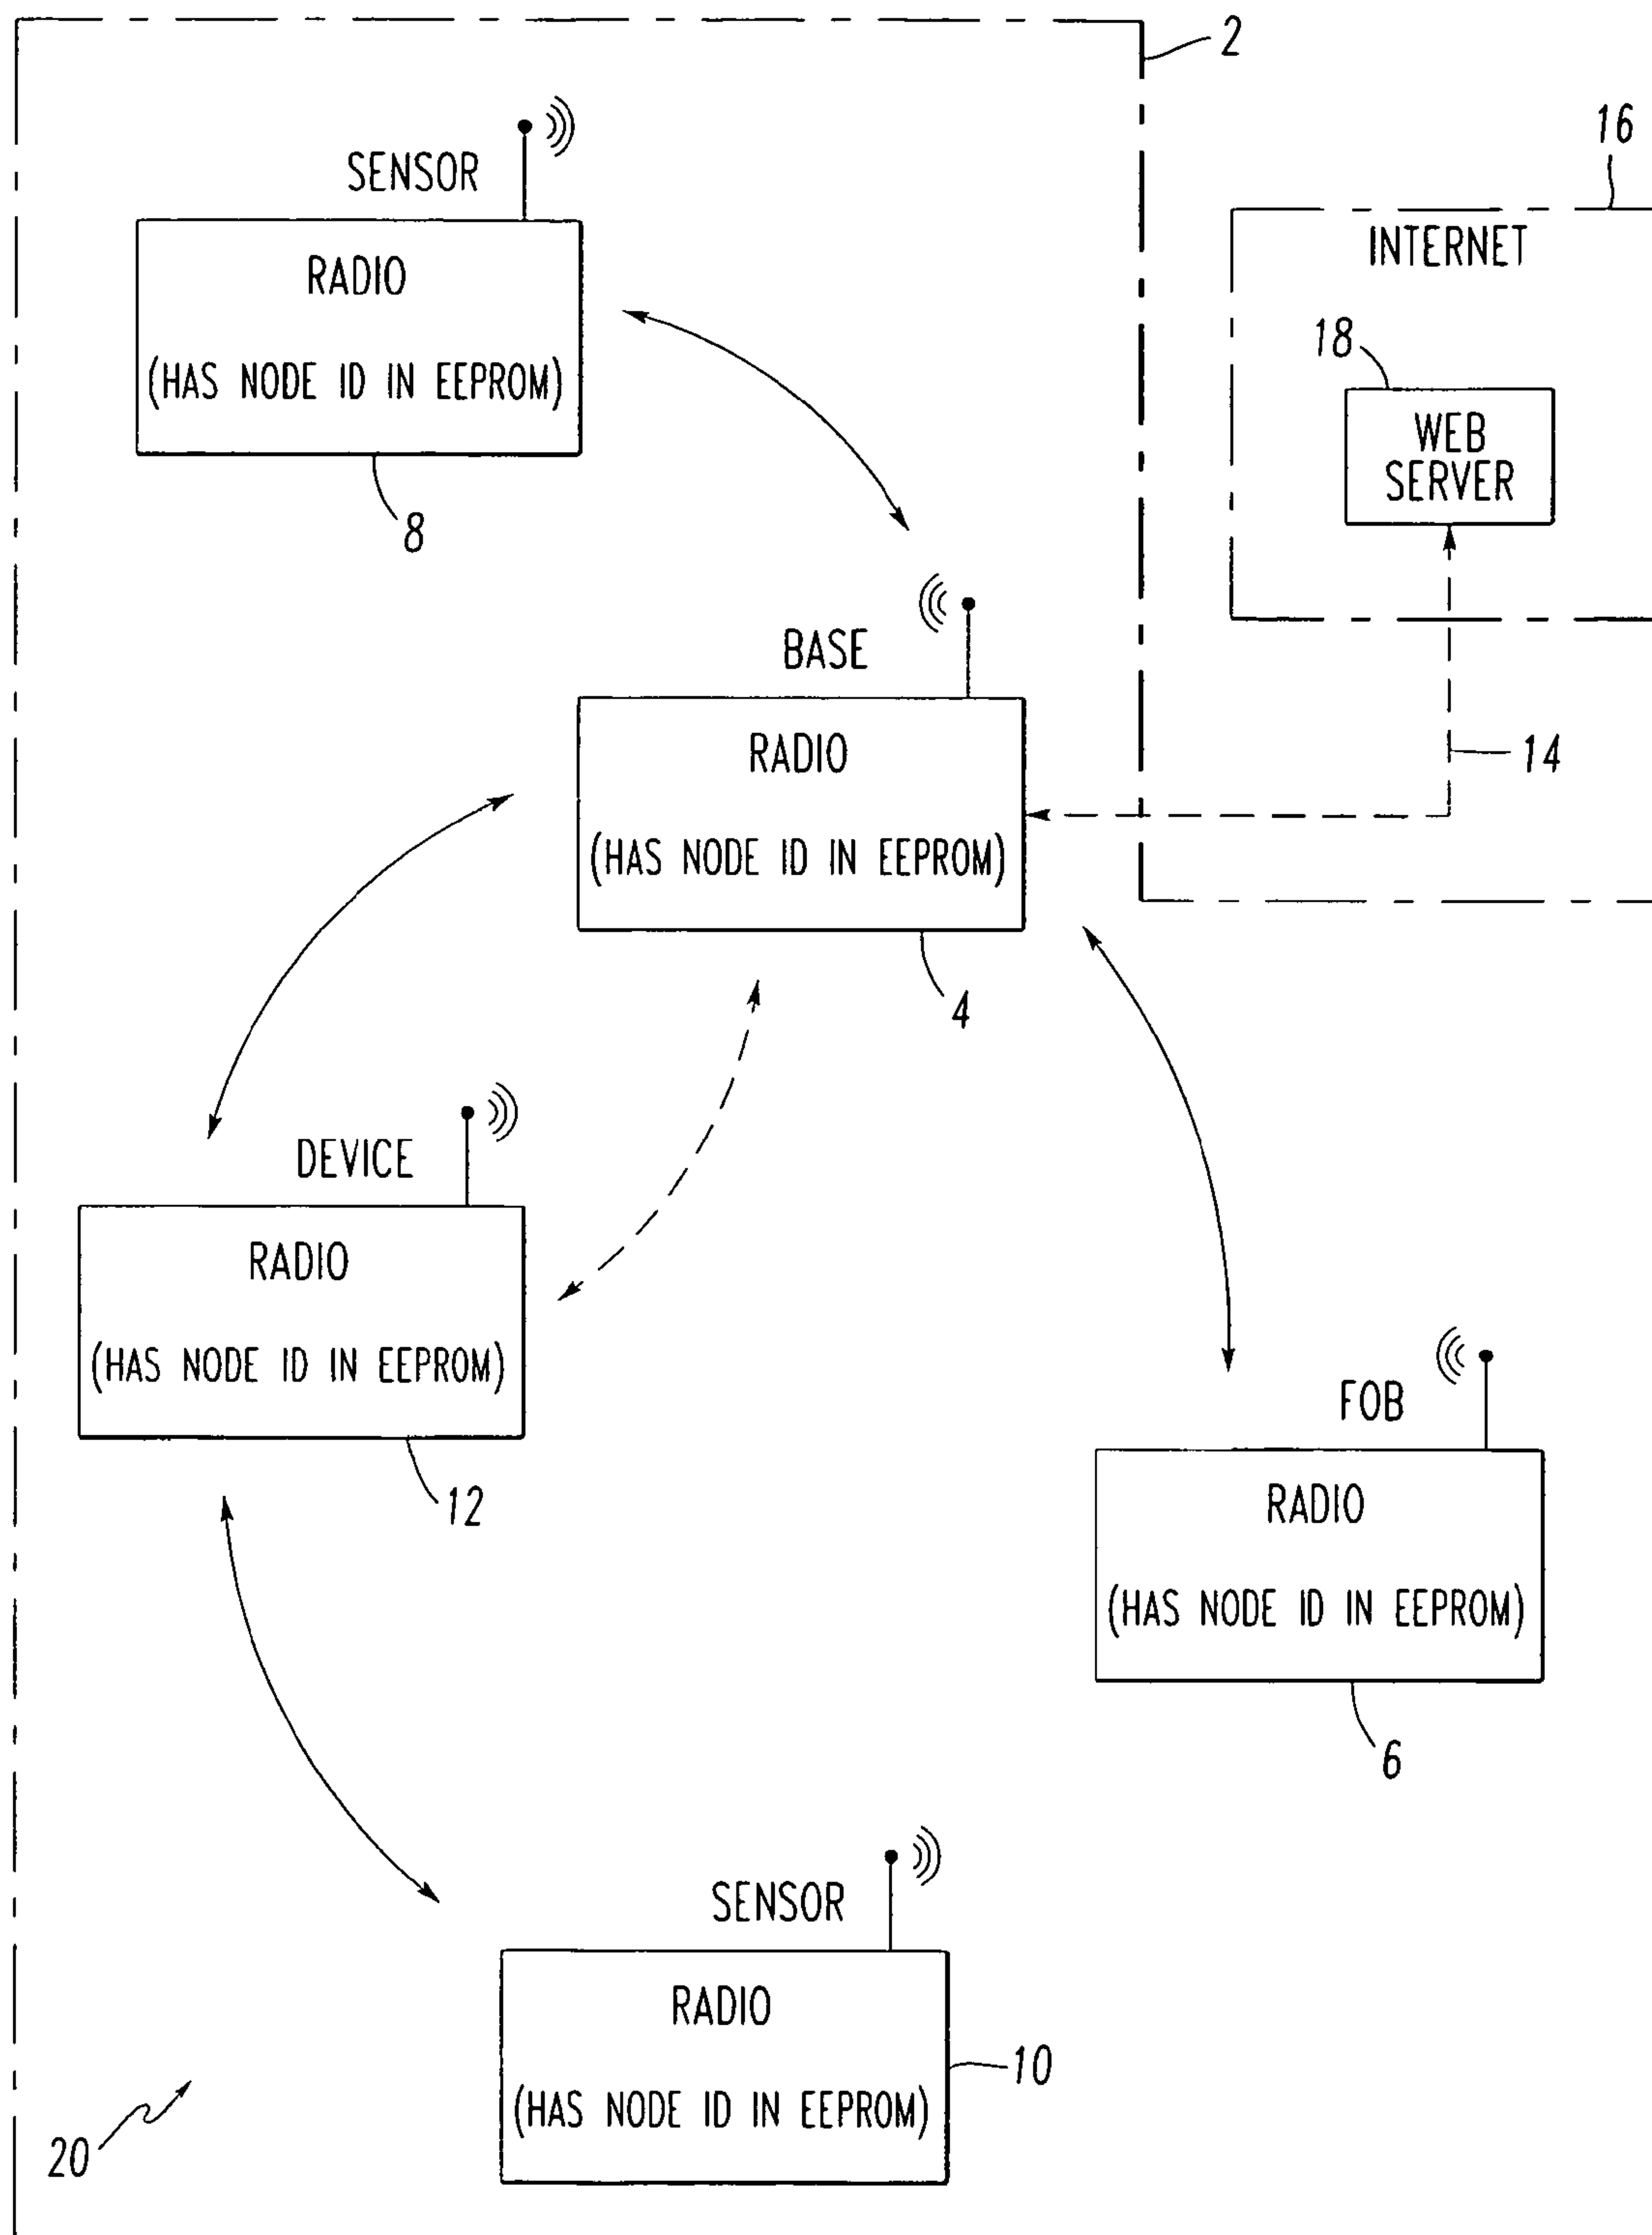 2
16
SENSOR
RADIO
(HAS NODE ID IN EEPROM)
8
INTERNET
18
WEB
SERVER
14
BASE
RADIO
(HAS NODE ID IN EEPROM)
4
DEVICE
RADIO
(HAS NODE ID IN EEPROM)
12
FOB
RADIO
(HAS NODE ID IN EEPROM)
6
SENSOR
RADIO
(HAS NODE ID IN EEPROM)
10
20